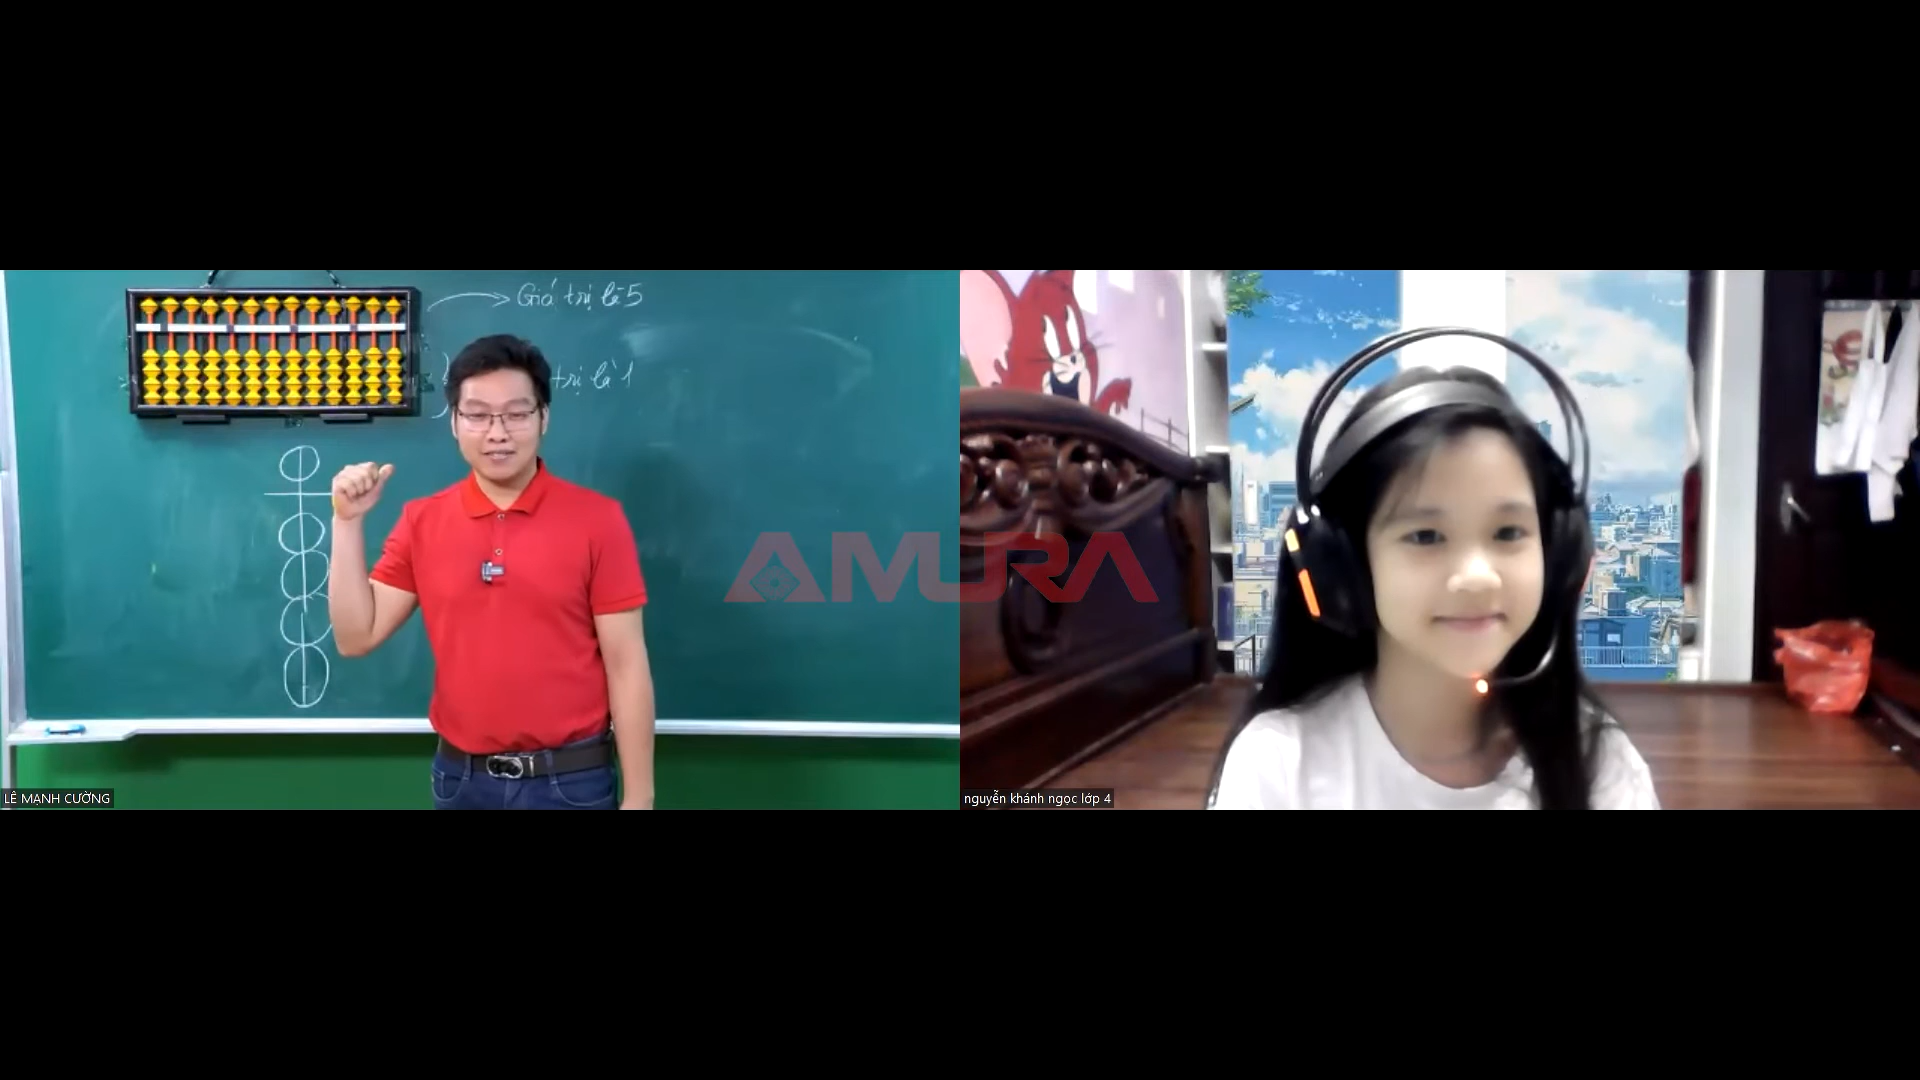 Giá trị là 5
trị là 1
AMURA
LÊ MẠNH CƯỜNG
nguyễn khánh ngọc lớp 4